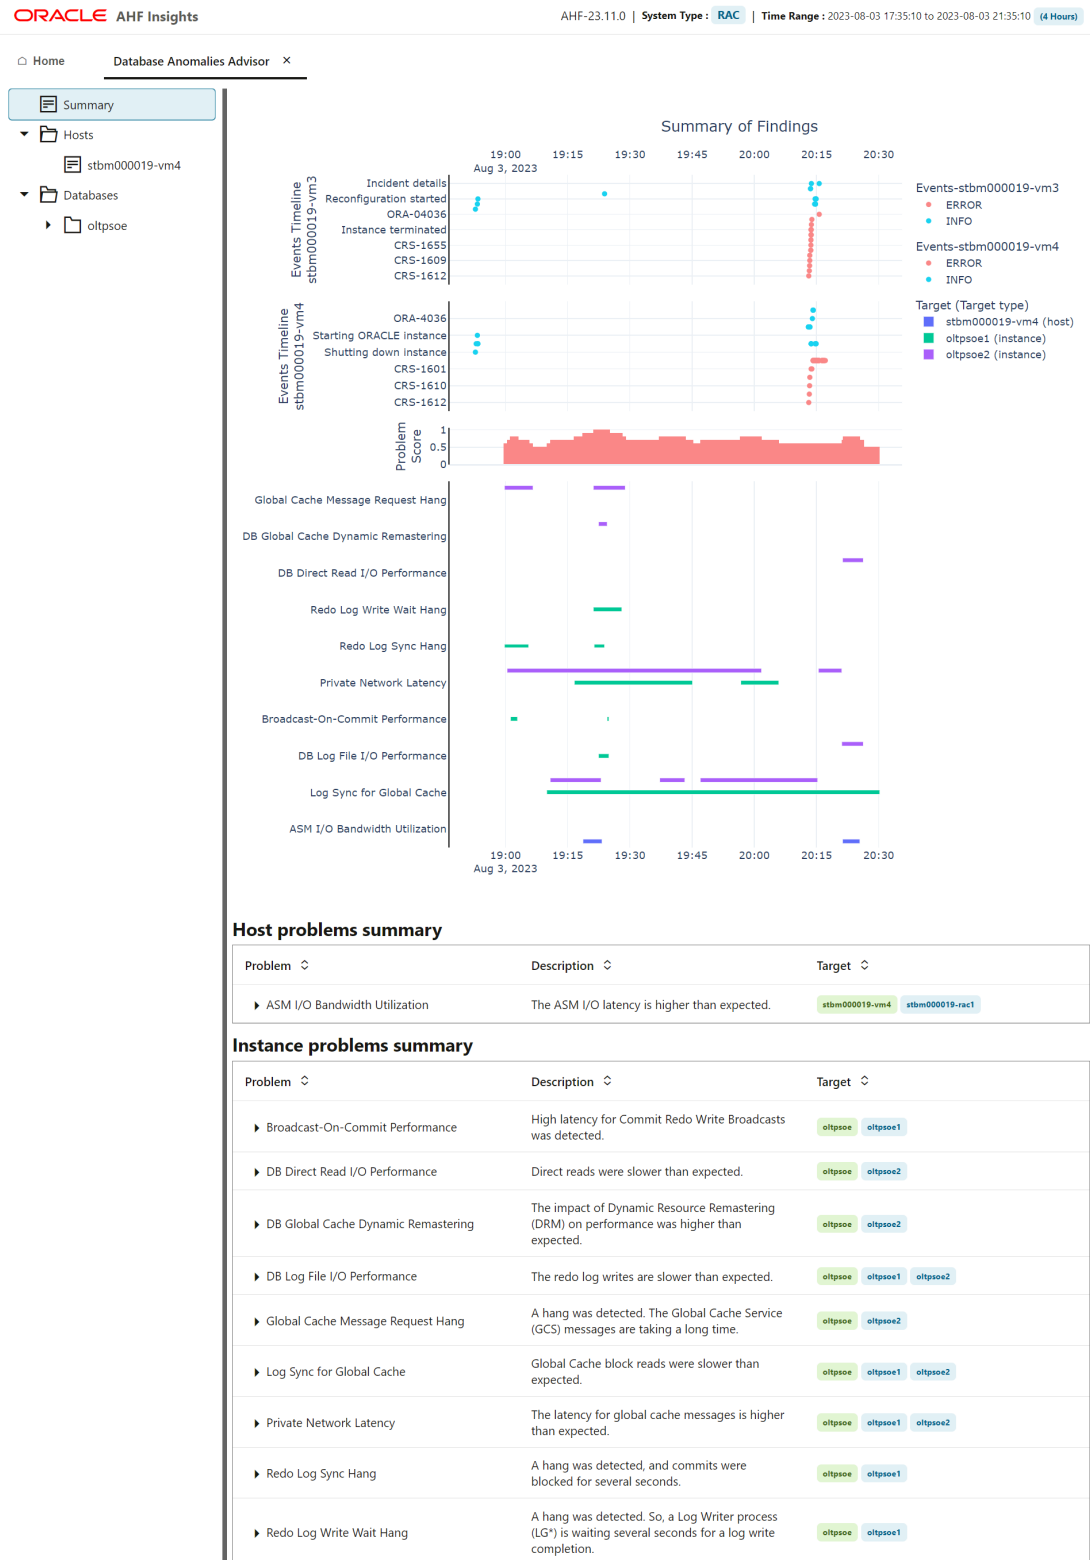 ORACLE AHF Insights
AHF-23.11.0 | System Type : RAC | Time Range : 2023-08-03 17:35:10 to 2023-08-03 21:35:10 (4 Hours)
Home
Database Anomalies Advisor ×
Summary
Hosts
stbm000019-vm4
Databases
oltpsoe
Summary of Findings
19:00 19:15 19:30 19:45 20:00 20:15 20:30
Aug 3, 2023
Events Timeline
stbm000019-vm3
Incident details
Reconfiguration started
ORA-04036
Instance terminated
CRS-1655
CRS-1609
CRS-1612
Events Timeline
stbm000019-vm4
ORA-4036
Starting ORACLE instance
Shutting down instance
CRS-1601
CRS-1610
CRS-1612
Events-stbm000019-vm3
ERROR
INFO
Events-stbm000019-vm4
ERROR
INFO
Target (Target type)
stbm000019-vm4 (host)
oltpsoe1 (instance)
oltpsoe2 (instance)
Problem
Score
1
0.5
0
Global Cache Message Request Hang
DB Global Cache Dynamic Remastering
DB Direct Read I/O Performance
Redo Log Write Wait Hang
Redo Log Sync Hang
Private Network Latency
Broadcast-On-Commit Performance
DB Log File I/O Performance
Log Sync for Global Cache
ASM I/O Bandwidth Utilization
19:00 19:15 19:30 19:45 20:00 20:15 20:30
Aug 3, 2023
Host problems summary
Problem Description Target
ASM I/O Bandwidth Utilization The ASM I/O latency is higher than expected. stbm000019-vm4 stbm000019-rac1
Instance problems summary
Problem Description Target
Broadcast-On-Commit Performance High latency for Commit Redo Write Broadcasts
was detected. oltpsoe oltpsoe1
DB Direct Read I/O Performance Direct reads were slower than expected. oltpsoe oltpsoe2
DB Global Cache Dynamic Remastering The impact of Dynamic Resource Remastering
(DRM) on performance was higher than
expected. oltpsoe oltpsoe2
DB Log File I/O Performance The redo log writes are slower than expected. oltpsoe oltpsoe1 oltpsoe2
Global Cache Message Request Hang A hang was detected. The Global Cache Service
(GCS) messages are taking a long time. oltpsoe oltpsoe2
Log Sync for Global Cache Global Cache block reads were slower than
expected. oltpsoe oltpsoe1 oltpsoe2
Private Network Latency The latency for global cache messages is higher
than expected. oltpsoe oltpsoe1 oltpsoe2
Redo Log Sync Hang A hang was detected, and commits were
blocked for several seconds. oltpsoe oltpsoe1
Redo Log Write Wait Hang A hang was detected. So, a Log Writer process
(LG*) is waiting several seconds for a log write
completion. oltpsoe oltpsoe1